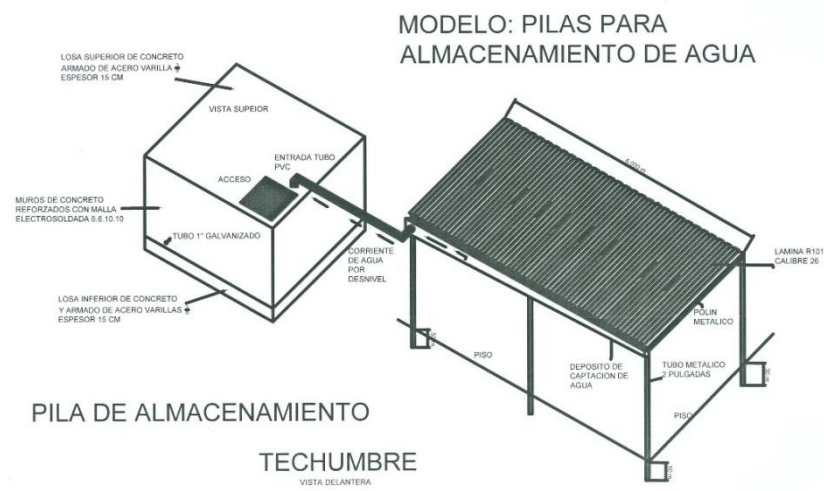 MODELO: PILAS PARA
ALMACENAMIENTO DE AGUA
LOSA SUPERIOR DE CONCRETO
ARMADO DE ACERO VARILLA
ESPESOR 15 CM
VISTA SUPEIOR
ENTRADA TUBO
PVC
ACCESO
MUROS DE CONCRETO
REFORZADOS CON MALLA
ELECTROSOLDADA 6.6.10.10
TUBO 1" GALVANIZADO
CORRIENTE
DE AGUA
POR
DESNIVEL
LOSA INFERIOR DE CONCRETO
Y ARMADO DE ACERO VARILLAS
ESPESOR 15 CM
LAMINA R101
CALIBRE 26
POLIN
METALICO
PISO
DEPOSITO DE
CAPTACION DE
AGUA
TUBO METALICO
2 PULGADAS
PISO
PILA DE ALMACENAMIENTO
TECHUMBRE
VISTA DELANTERA